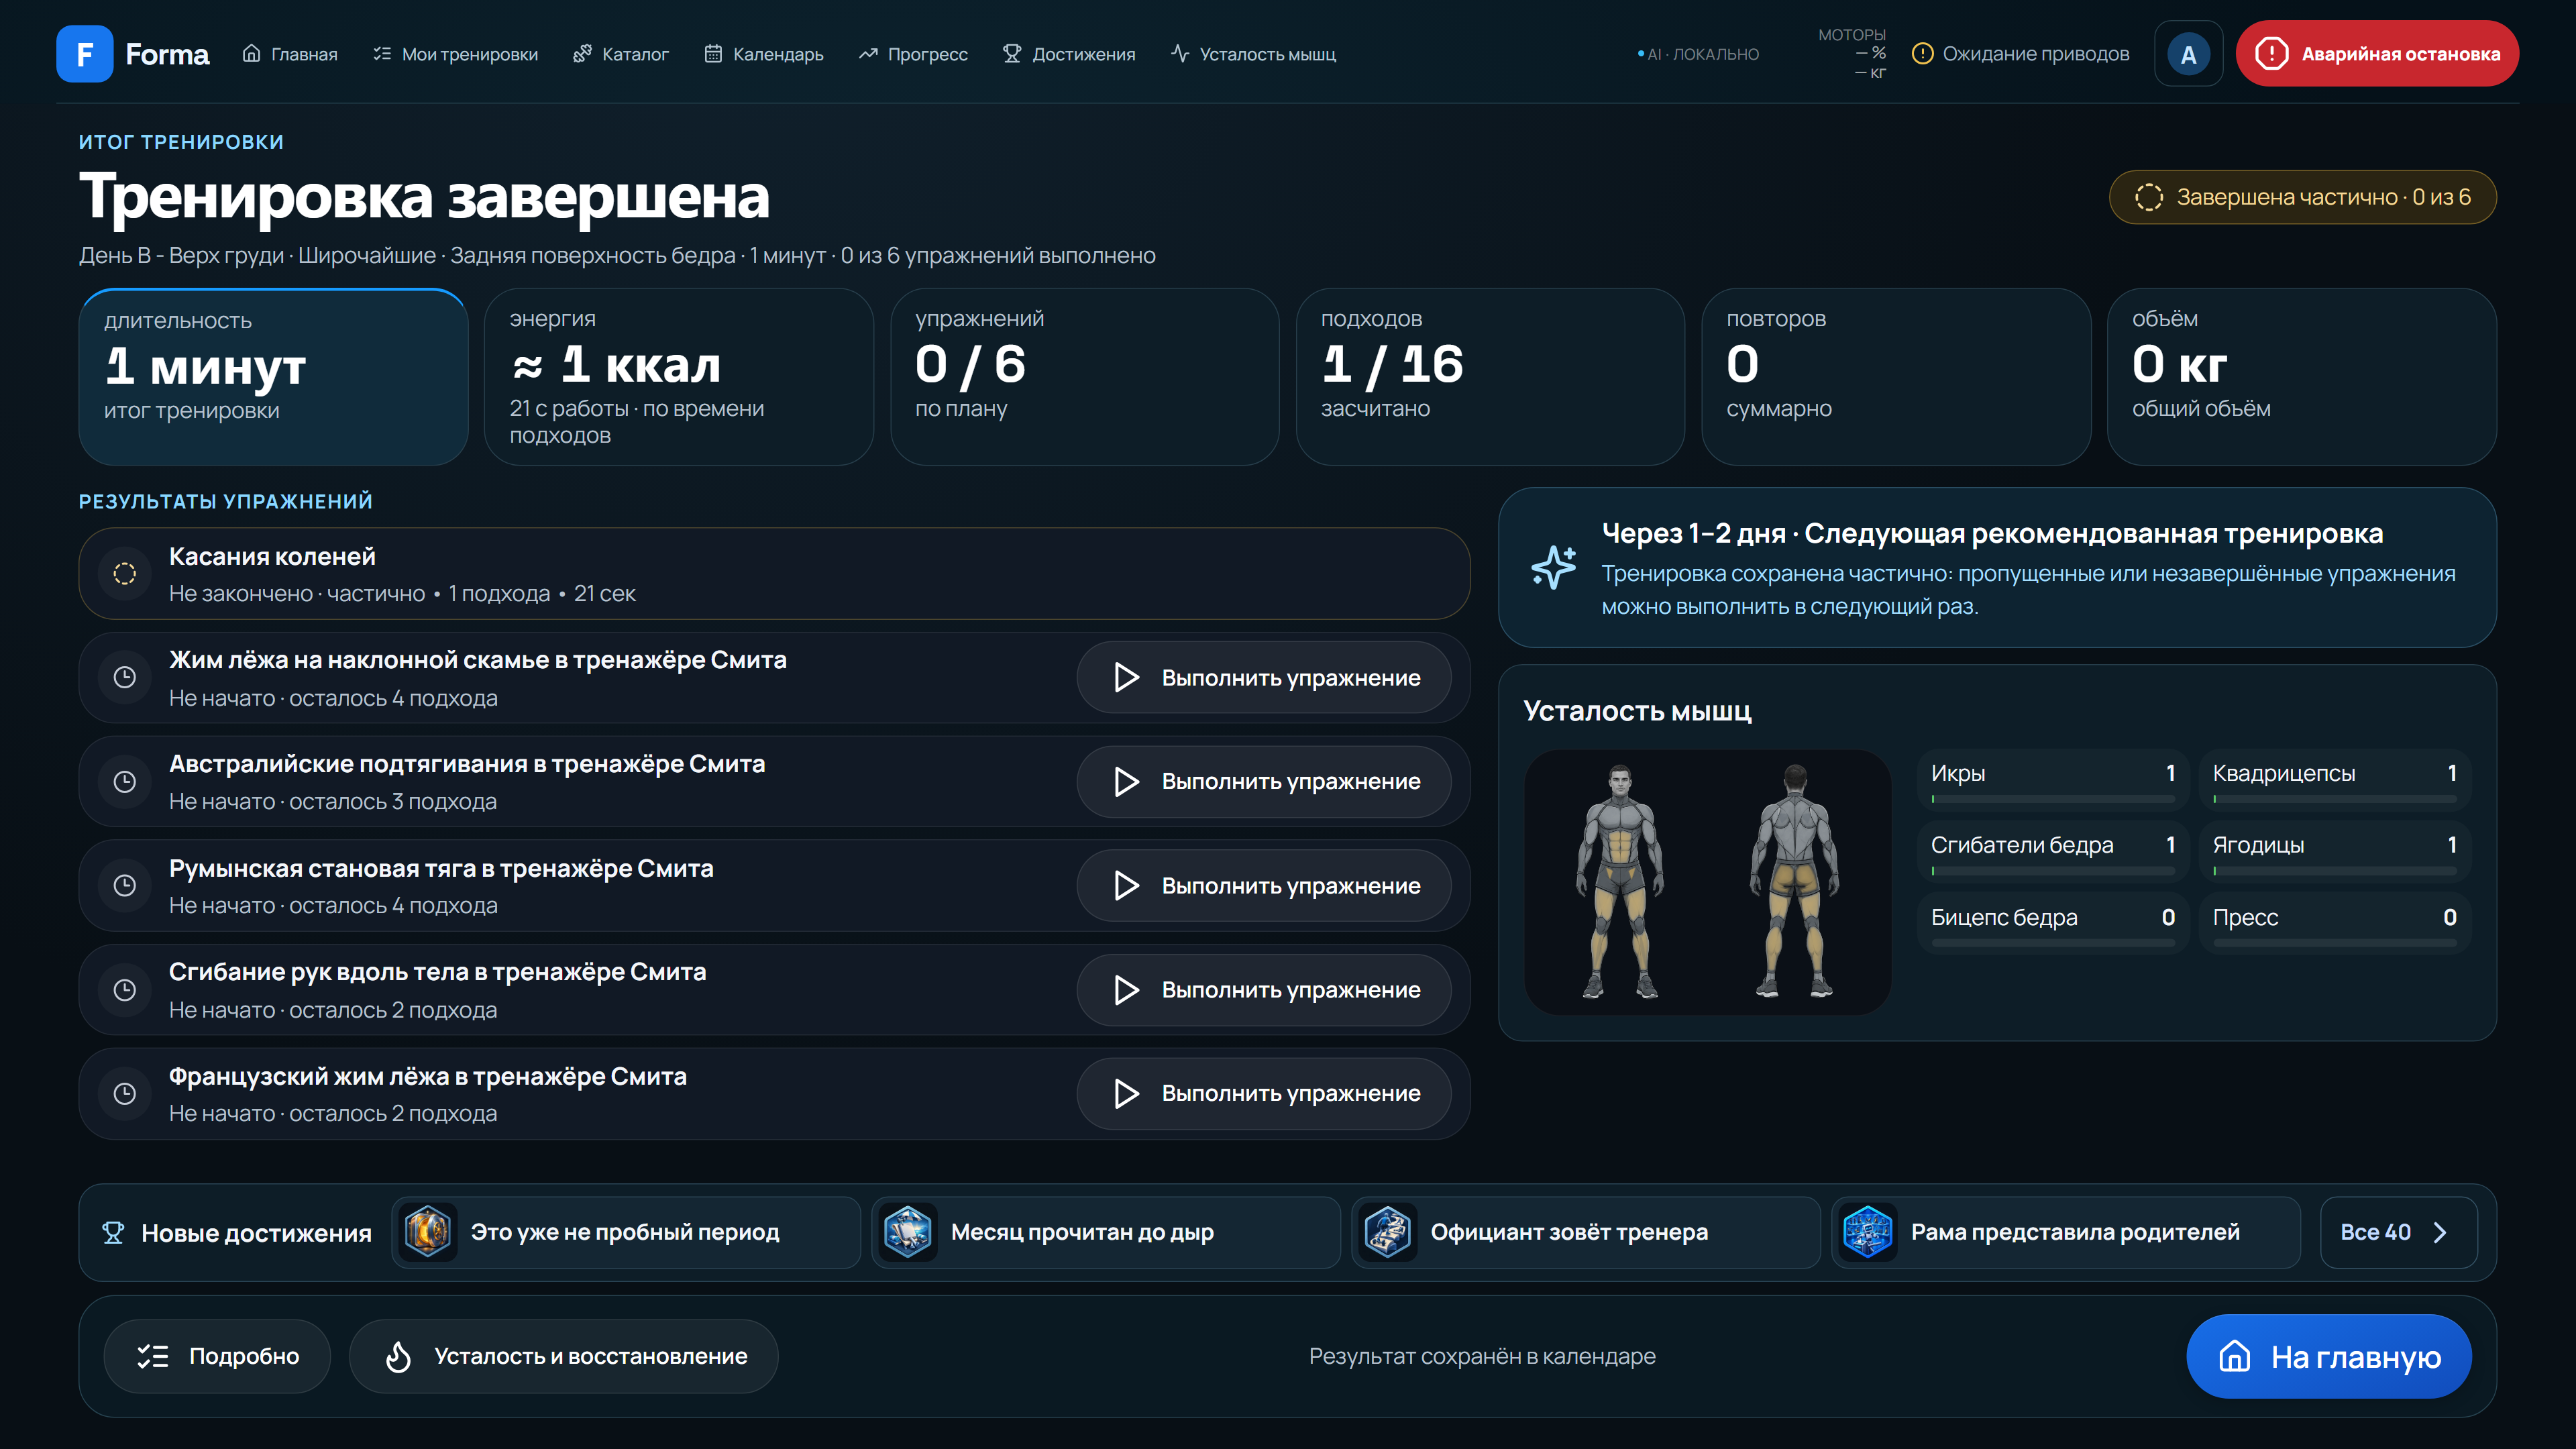 F Forma Главная Мои тренировки Каталог Календарь Прогресс Достижения Усталость мышц
AI · ЛОКАЛЬНО
МОТОРЫ
— %
— кг
Ожидание приводов
A
Аварийная остановка
ИТОГ ТРЕНИРОВКИ
Тренировка завершена
Завершена частично · 0 из 6
День B - Верх груди · Широчайшие · Задняя поверхность бедра · 1 минут · 0 из 6 упражнений выполнено
длительность
1 минут
итог тренировки
энергия
≈ 1 ккал
21 с работы · по времени
подходов
упражнений
0 / 6
по плану
подходов
1 / 16
засчитано
повторов
0
суммарно
объём
0 кг
общий объём
РЕЗУЛЬТАТЫ УПРАЖНЕНИЙ
Касания коленей
Не закончено · частично • 1 подхода • 21 сек
Жим лёжа на наклонной скамье в тренажёре Смита
Не начато · осталось 4 подхода
Выполнить упражнение
Австралийские подтягивания в тренажёре Смита
Не начато · осталось 3 подхода
Выполнить упражнение
Румынская становая тяга в тренажёре Смита
Не начато · осталось 4 подхода
Выполнить упражнение
Сгибание рук вдоль тела в тренажёре Смита
Не начато · осталось 2 подхода
Выполнить упражнение
Французский жим лёжа в тренажёре Смита
Не начато · осталось 2 подхода
Выполнить упражнение
Через 1–2 дня · Следующая рекомендованная тренировка
Тренировка сохранена частично: пропущенные или незавершённые упражнения
можно выполнить в следующий раз.
Усталость мышц
Икры 1
Квадрицепсы 1
Сгибатели бедра 1
Ягодицы 1
Бицепс бедра 0
Пресс 0
Новые достижения
Это уже не пробный период
Месяц прочитан до дыр
Официант зовёт тренера
Рама представила родителей
Все 40
Подробно
Усталость и восстановление
Результат сохранён в календаре
На главную